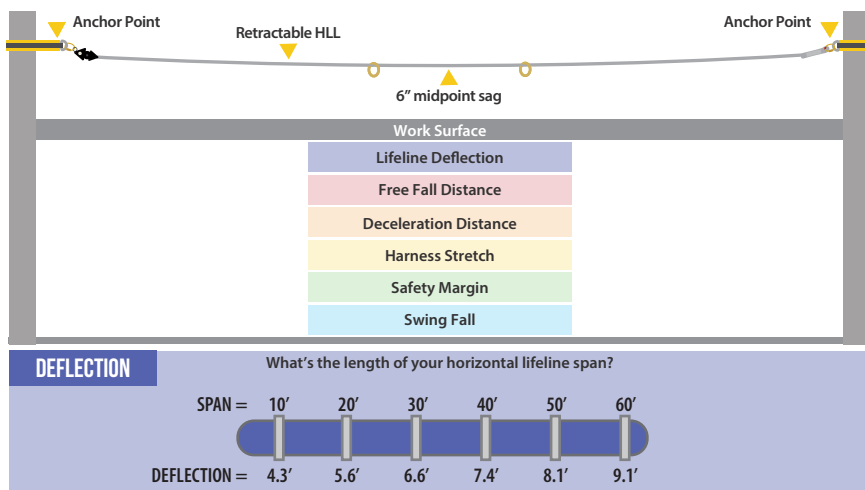 Anchor Point
Anchor Point
Retractable HLL
6” midpoint sag
Work Surface
Lifeline Deflection
Free Fall Distance
Deceleration Distance
Harness Stretch
Safety Margin
Swing Fall
DEFLECTION
What's the length of your horizontal lifeline span?
SPAN = 10′ 20′ 30′ 40′ 50′ 60′
DEFLECTION = 4.3′ 5.6′ 6.6′ 7.4′ 8.1′ 9.1′